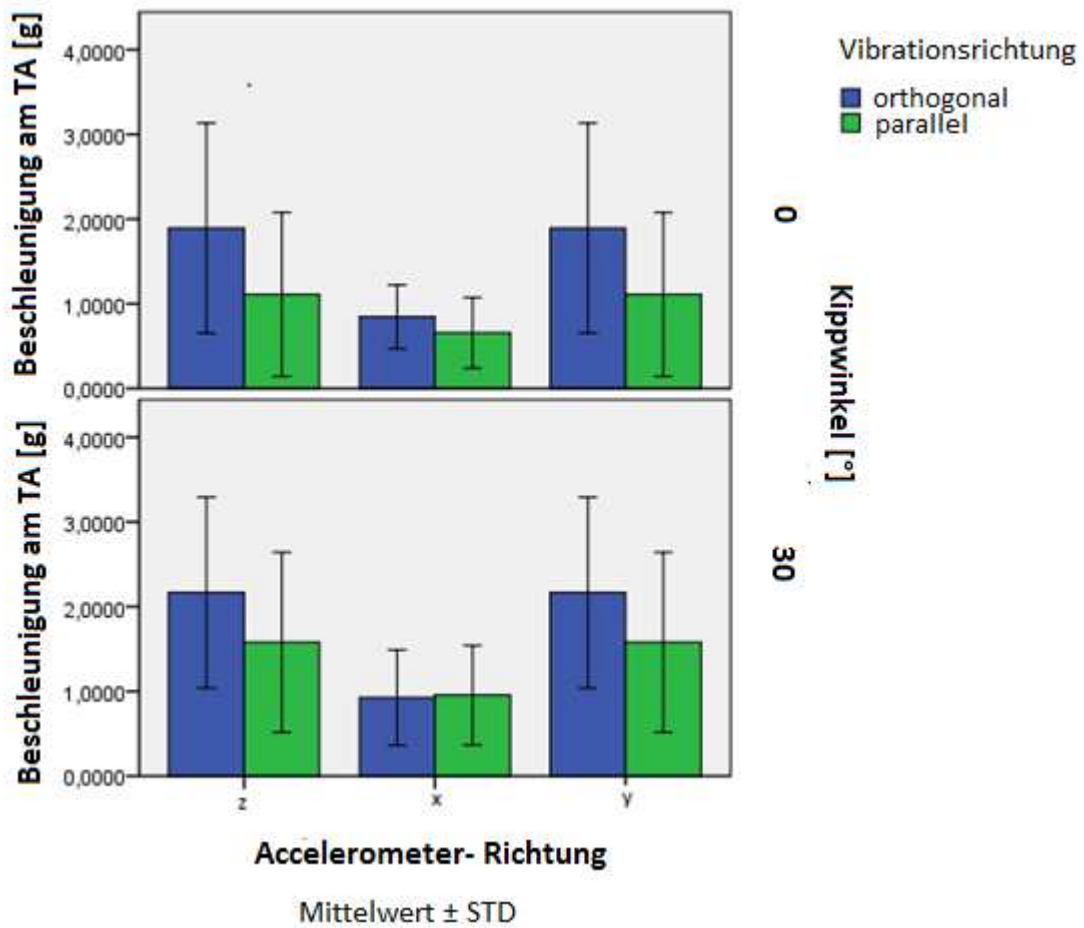 Beschleunigung am TA [g]
4,0000
3,0000
2,0000
1,0000
0,0000
Beschleunigung am TA [g]
4,0000
3,0000
2,0000
1,0000
0,0000
z x y
Accelerometer- Richtung
Mittelwert ± STD
Vibrationsrichtung
orthogonal
parallel
0
30
Kippwinkel [°]